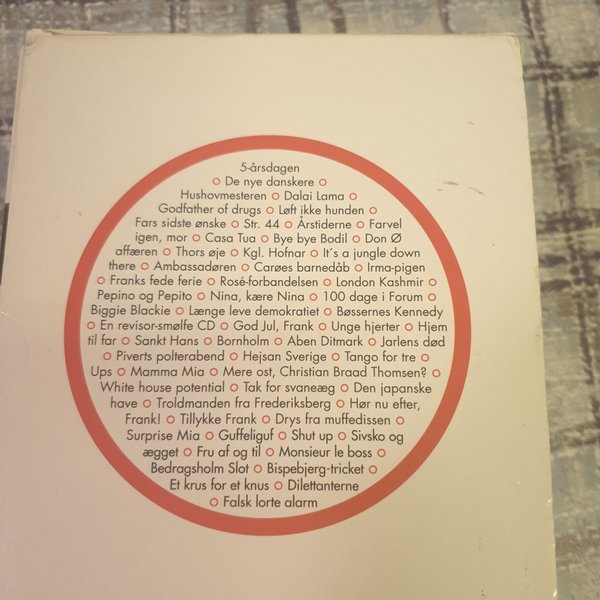 5-årsdagen
○ De nye danskere ○
Hushovmesteren ○ Dalai Lama ○
Godfather of drugs ○ Løft ikke hunden ○
Fars sidste ønske ○ Str. 44 ○ Årstiderne ○ Farvel
igen, mor ○ Casa Tua ○ Bye bye Bodil ○ Don Ø
affæren ○ Thors øje ○ Kgl. Hofnar ○ It´s a jungle down
there ○ Ambassadøren ○ Carøes barnedåb ○ Irma-pigen
○ Franks fede ferie ○ Rosé-forbandelsen ○ London Kashmir ○
Pepino og Pepito ○ Nina, kære Nina ○ 100 dage i Forum ○
Biggie Blackie ○ Længe leve demokratiet ○ Bøssernes Kennedy
○ En revisor-smølfe CD ○ God Jul, Frank ○ Unge hjerter ○ Hjem
til far ○ Sankt Hans ○ Bornholm ○ Aben Ditmark ○ Jarlens død
○ Piverts polterabend ○ Hejsan Sverige ○ Tango for tre ○
Ups ○ Mamma Mia ○ Mere ost, Christian Braad Thomsen? ○
White house potential ○ Tak for svaneæg ○ Den japanske
have ○ Troldmanden fra Frederiksberg ○ Hør nu efter,
Frank! ○ Tillykke Frank ○ Drys fra muffedissen ○
Surprise Mia ○ Guffeliguf ○ Shut up ○ Sivsko og
ægget ○ Fru af og til ○ Monsieur le boss ○
Bedragsholm Slot ○ Bispebjerg-tricket ○
Et krus for et knus ○ Dilettanterne
○ Falsk lorte alarm